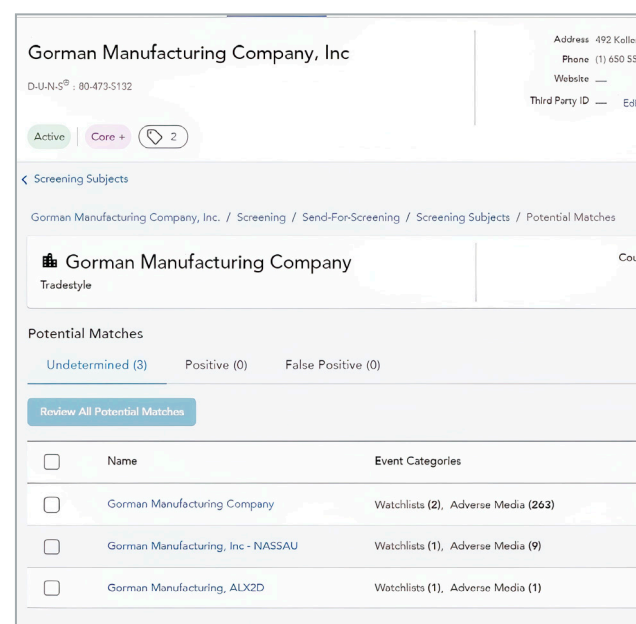 Gorman Manufacturing Company, Inc
D-U-N-S® : 80-473-5132
Address 492 Kolle
Phone (1) 650 55
Website —
Third Party ID — Edi
Active
Core +
2
Screening Subjects
Gorman Manufacturing Company, Inc. / Screening / Send-For-Screening / Screening Subjects / Potential Matches
Gorman Manufacturing Company
Tradestyle
Cou
Potential Matches
Undetermined (3) Positive (0) False Positive (0)
Review All Potential Matches
Name Event Categories
Gorman Manufacturing Company Watchlists (2), Adverse Media (263)
Gorman Manufacturing, Inc - NASSAU Watchlists (1), Adverse Media (9)
Gorman Manufacturing, ALX2D Watchlists (1), Adverse Media (1)